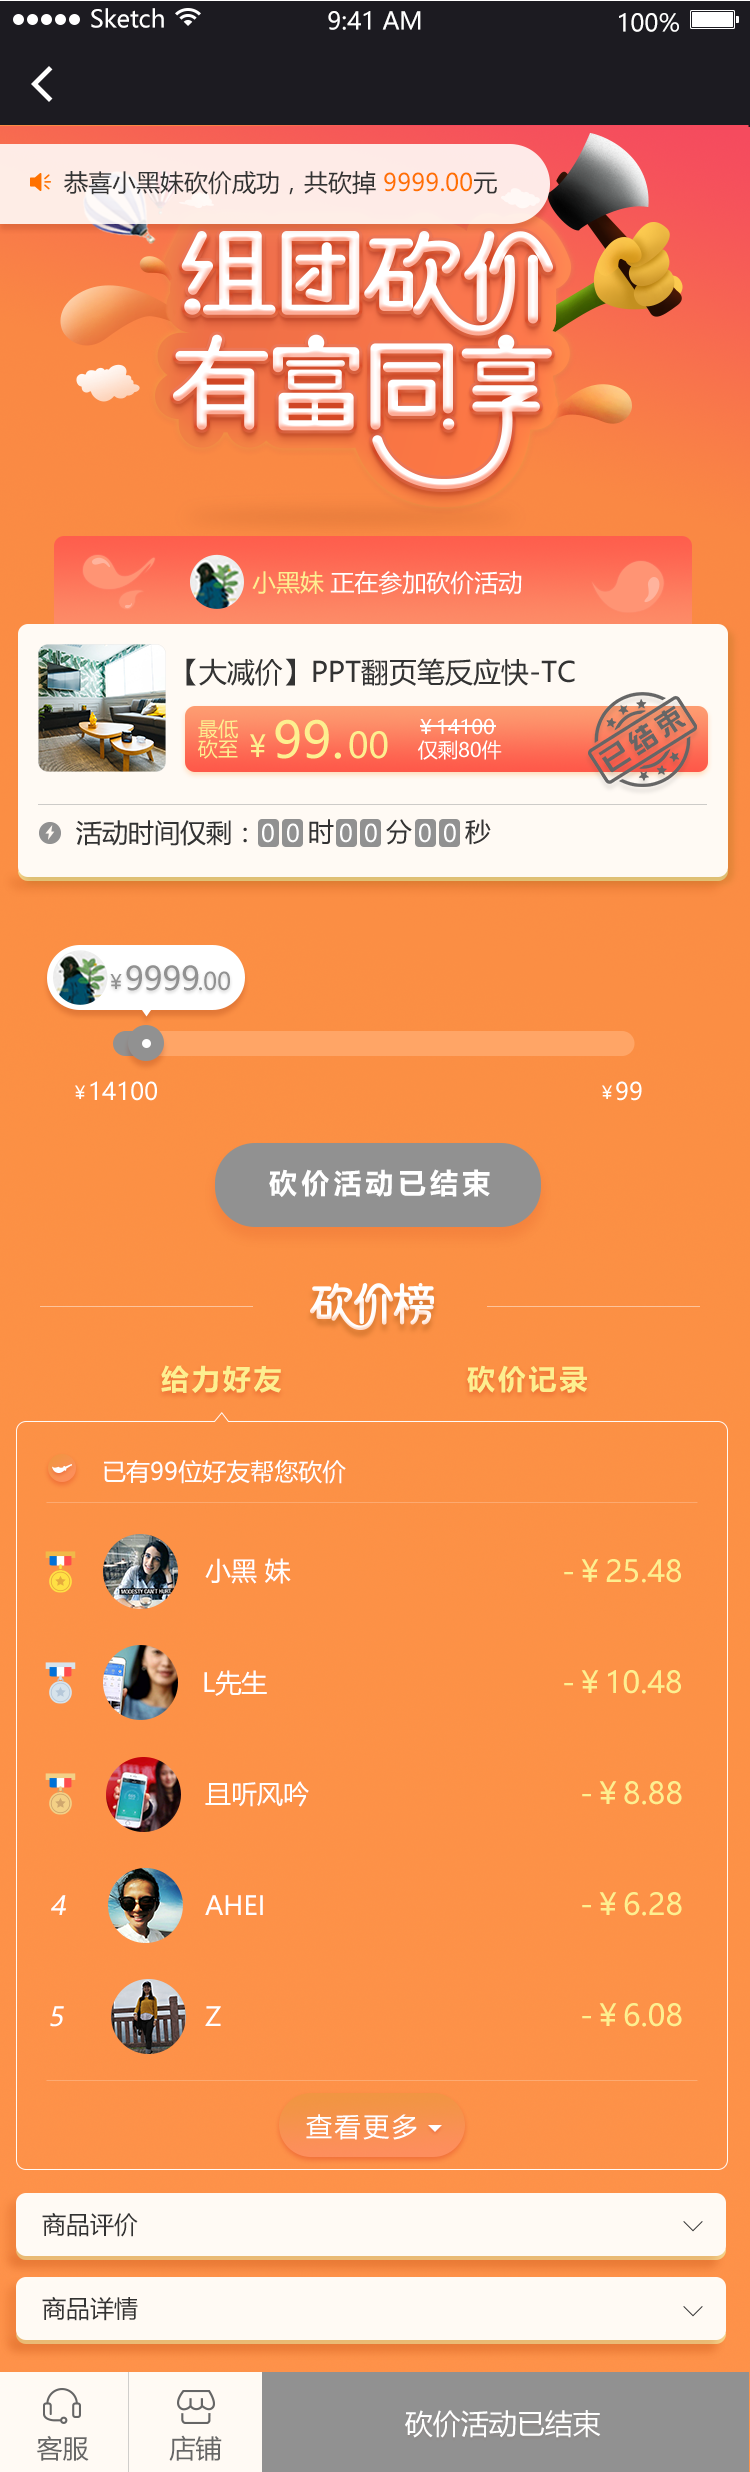 Sketch 9:41 AM 100%
恭喜小黑妹砍价成功，共砍掉 9999.00元
组团砍价
有富同享
小黑妹 正在参加砍价活动
【大减价】PPT翻页笔反应快-TC
最低
砍至 ¥99.00
¥14100
仅剩80件
已结束
活动时间仅剩：00时00分00秒
¥9999.00
¥14100 ¥99
砍价活动已结束
砍价榜
给力好友 砍价记录
已有99位好友帮您砍价
小黑 妹 -¥25.48
MODESTY CAN'T HURT
L先生 -¥10.48
且听风吟 -¥8.88
4 AHEI -¥6.28
5 Z -¥6.08
查看更多
商品评价
商品详情
客服 店铺 砍价活动已结束